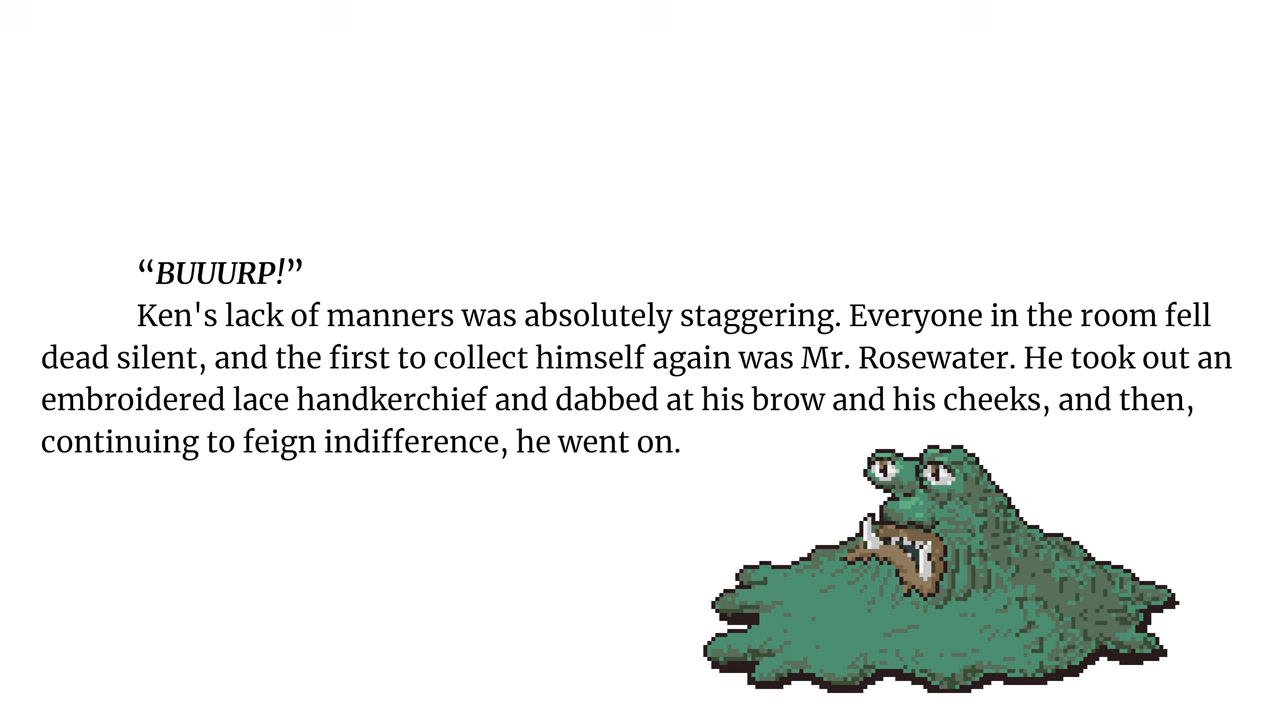 “BUUURP!”
Ken's lack of manners was absolutely staggering. Everyone in the room fell
dead silent, and the first to collect himself again was Mr. Rosewater. He took out an
embroidered lace handkerchief and dabbed at his brow and his cheeks, and then,
continuing to feign indifference, he went on.